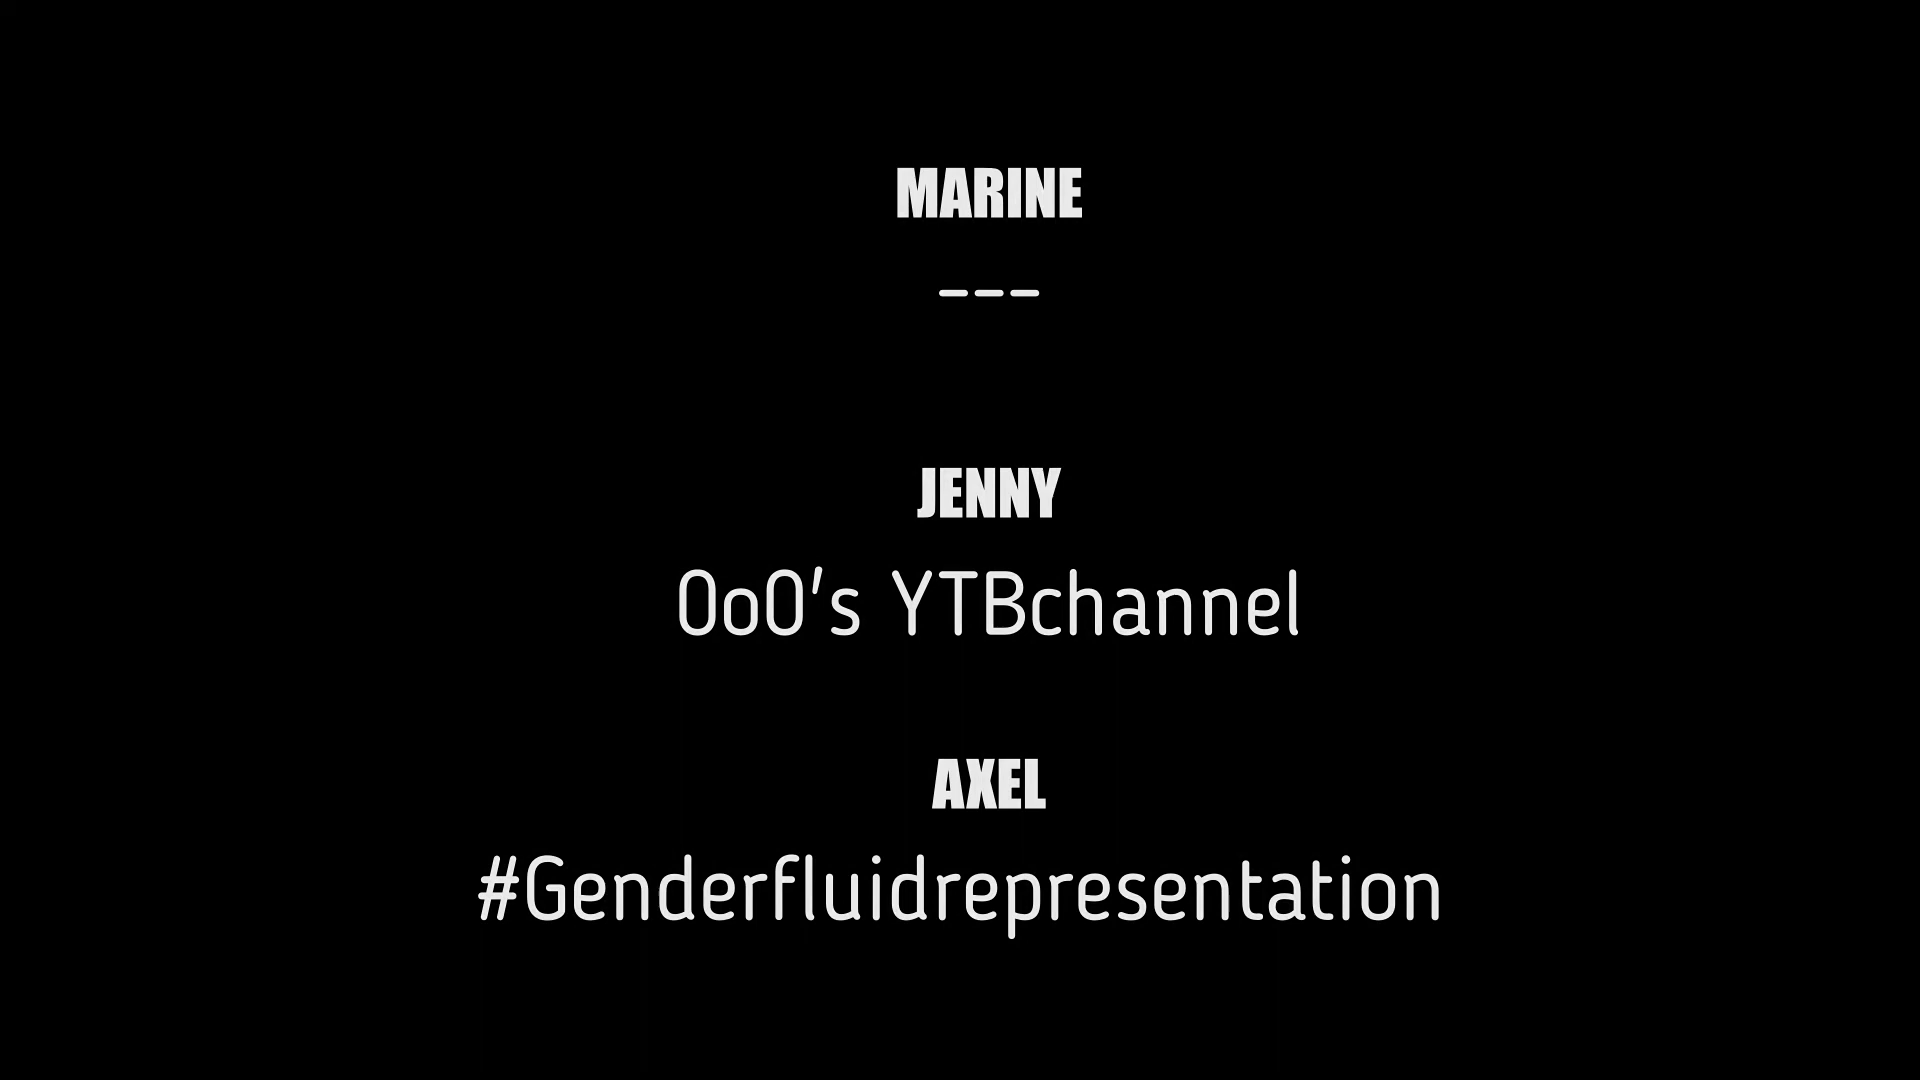 MARINE
---
JENNY
OoO's YTBchannel
AXEL
#Genderfluidrepresentation